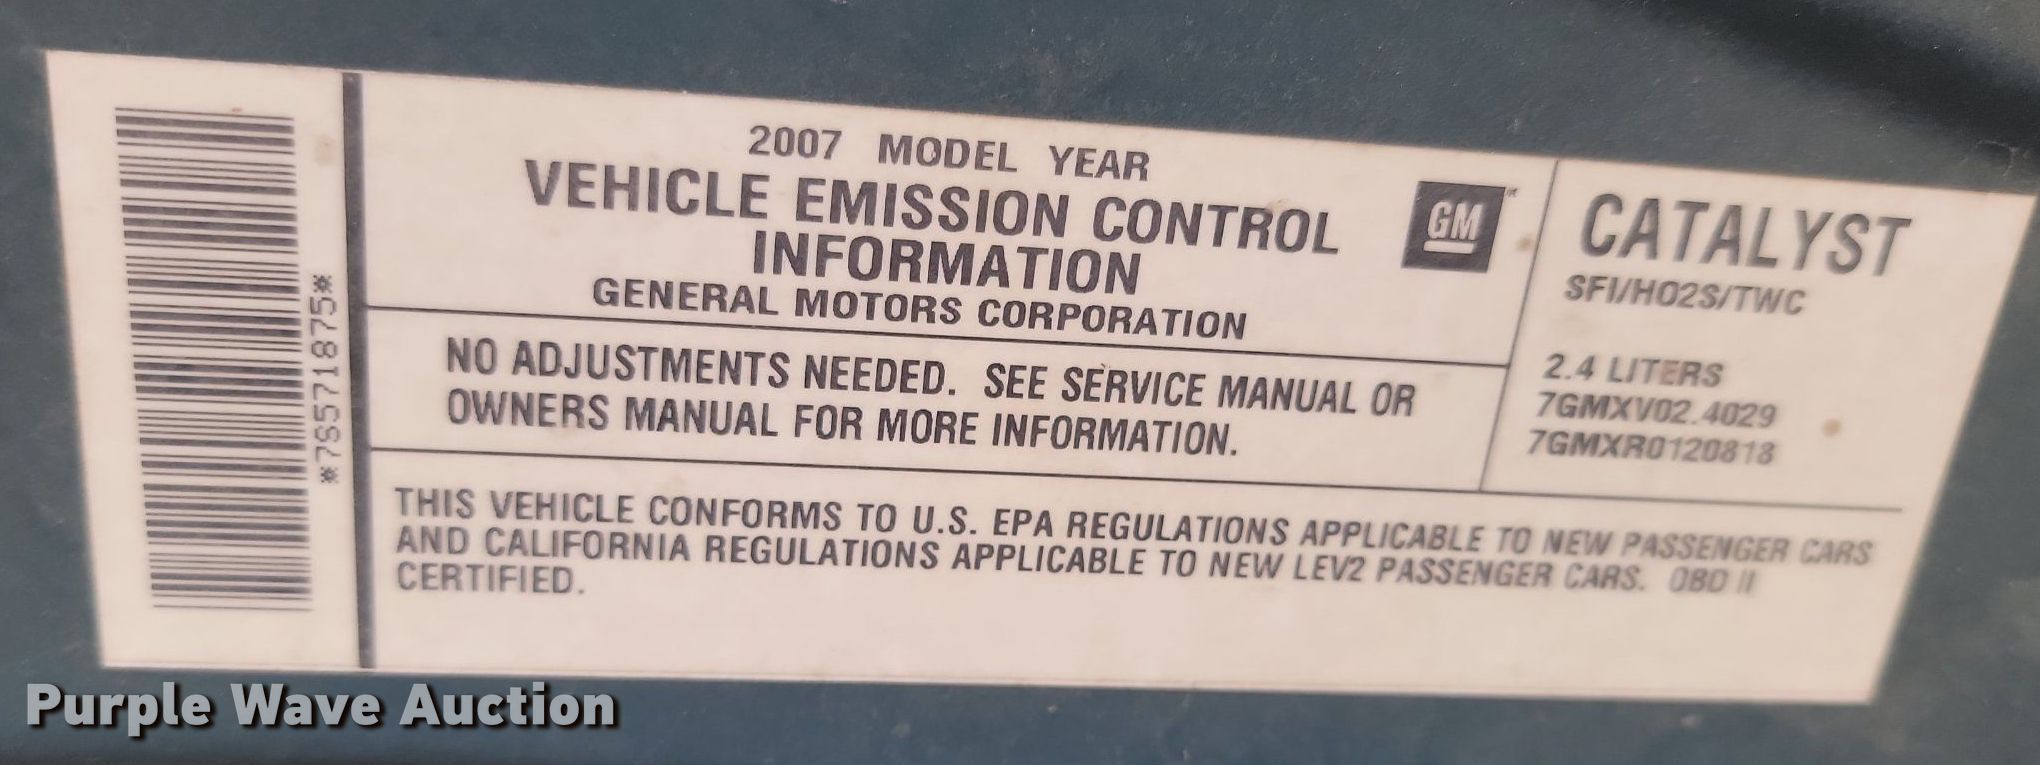 *7S5718875*
2007 MODEL YEAR
VEHICLE EMISSION CONTROL
INFORMATION
GENERAL MOTORS CORPORATION
GM
NO ADJUSTMENTS NEEDED. SEE SERVICE MANUAL OR
OWNERS MANUAL FOR MORE INFORMATION.
CATALYST
SFI/HO2S/TWC
2.4 LITERS
7GMXV02.4029
7GMXR0120818
THIS VEHICLE CONFORMS TO U.S. EPA REGULATIONS APPLICABLE TO NEW PASSENGER CARS
AND CALIFORNIA REGULATIONS APPLICABLE TO NEW LEV2 PASSENGER CARS. OBD II
CERTIFIED.
Purple Wave Auction